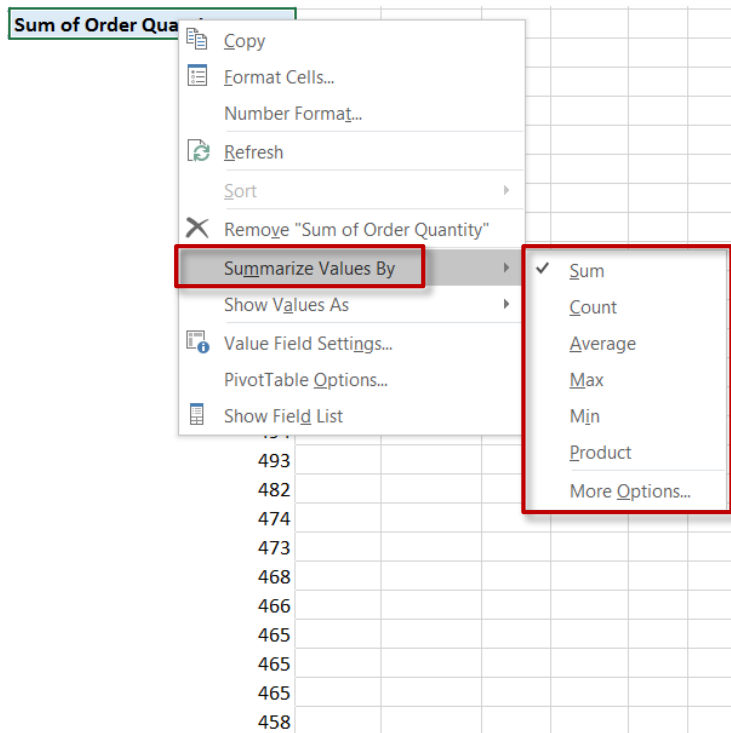 Sum of Order Qua
Copy
Format Cells...
Number Format...
Refresh
Sort
Remove "Sum of Order Quantity"
Summarize Values By
Show Values As
Value Field Settings...
PivotTable Options...
Show Field List
Sum
Count
Average
Max
Min
Product
More Options...
493
482
474
473
468
466
465
465
465
458